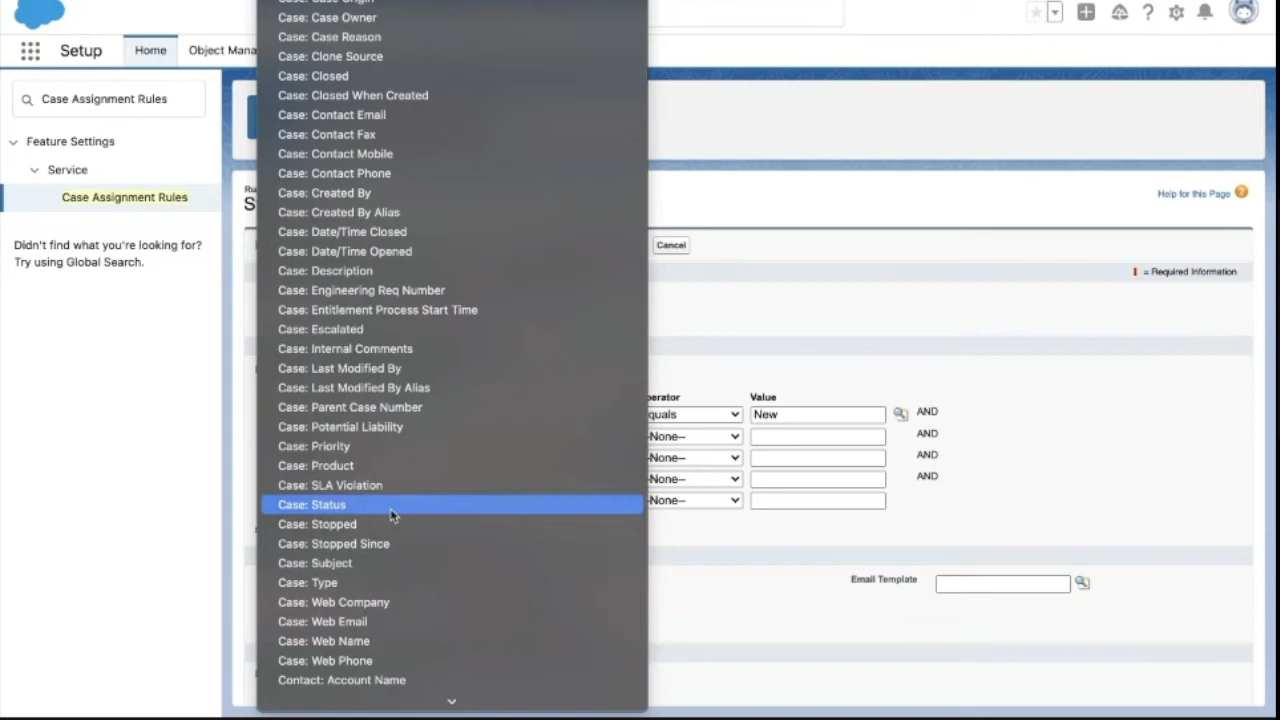 Case: Case Origin
Case: Case Owner
Setup
Home
Object Mana
Case: Case Reason
Case: Clone Source
Case: Closed
Case: Closed When Created
Case: Contact Email
Case: Contact Fax
Case: Contact Mobile
Case: Contact Phone
Case: Created By
Case: Created By Alias
Case: Date/Time Closed
Case: Date/Time Opened
Case: Description
Case: Engineering Req Number
Case: Entitlement Process Start Time
Case: Escalated
Case: Internal Comments
Case: Last Modified By
Case: Last Modified By Alias
Case: Parent Case Number
Case: Potential Liability
Case: Priority
Case: Product
Case: SLA Violation
Case: Status
Case: Stopped
Case: Stopped Since
Case: Subject
Case: Type
Case: Web Company
Case: Web Email
Case: Web Name
Case: Web Phone
Contact: Account Name
Case Assignment Rules
Feature Settings
Service
Case Assignment Rules
Didn't find what you're looking for?
Try using Global Search.
Ru
S
Help for this Page
Cancel
= Required Information
perator Value
quals New AND
-None-- AND
-None-- AND
-None-- AND
-None--
Email Template